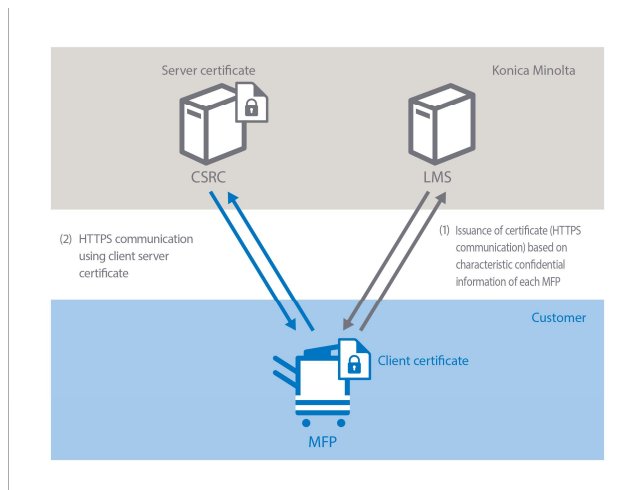 Server certificate
Konica Minolta
CSRC
LMS
(2) HTTPS communication
using client server
certificate
(1) Issuance of certificate (HTTPS
communication) based on
characteristic confidential
information of each MFP
Customer
Client certificate
MFP